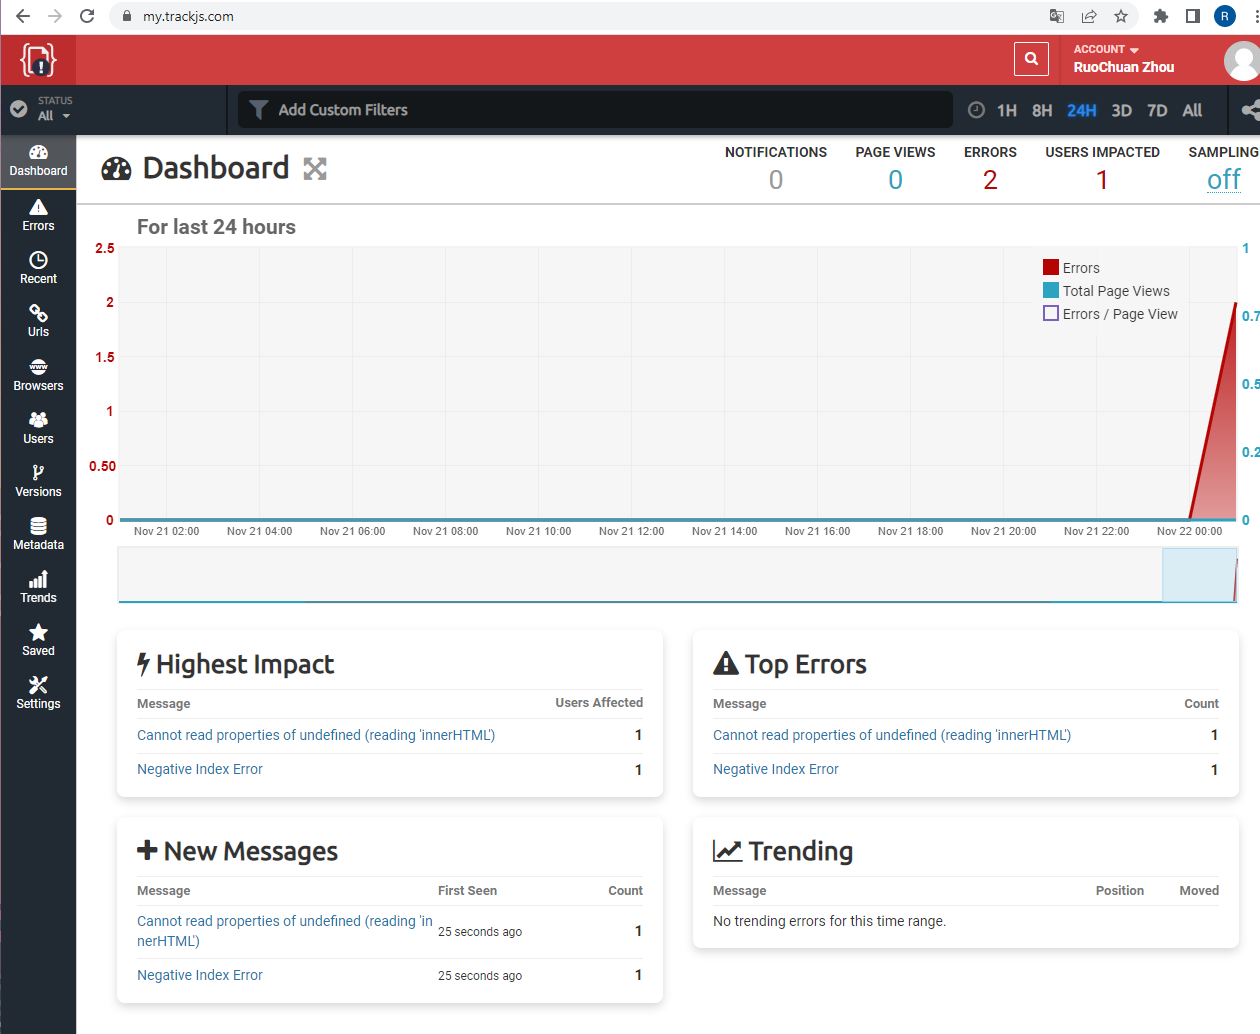 my.trackjs.com
R
ACCOUNT
RuoChuan Zhou
STATUS
All
Add Custom Filters
1H 8H 24H 3D 7D All
Dashboard
Errors
Recent
Urls
Browsers
Users
Versions
Metadata
Trends
Saved
Settings
Dashboard
NOTIFICATIONS PAGE VIEWS ERRORS USERS IMPACTED SAMPLING
0 0 2 1 off
For last 24 hours
2.5
2
1.5
1
0.50
0
1
0.7
0.5
0.2
0
Errors
Total Page Views
Errors / Page View
Nov 21 02:00 Nov 21 04:00 Nov 21 06:00 Nov 21 08:00 Nov 21 10:00 Nov 21 12:00 Nov 21 14:00 Nov 21 16:00 Nov 21 18:00 Nov 21 20:00 Nov 21 22:00 Nov 22 00:00
Highest Impact
Message Users Affected
Cannot read properties of undefined (reading 'innerHTML') 1
Negative Index Error 1
Top Errors
Message Count
Cannot read properties of undefined (reading 'innerHTML') 1
Negative Index Error 1
New Messages
Message First Seen Count
Cannot read properties of undefined (reading 'in
nerHTML') 25 seconds ago 1
Negative Index Error 25 seconds ago 1
Trending
Message Position Moved
No trending errors for this time range.